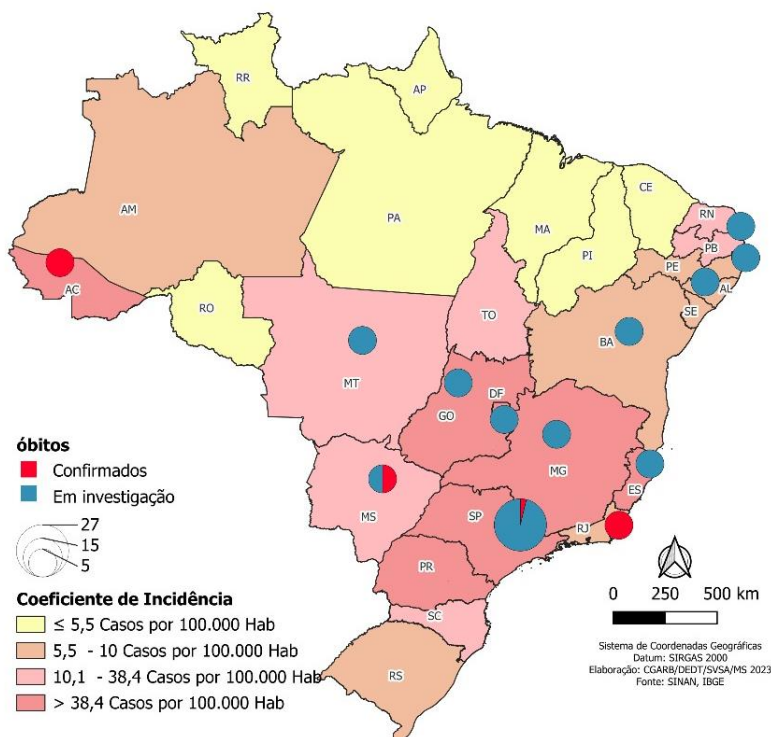 RR
AP
AM
PA
MA
CE
RN
PB
PI
PE
AL
SE
AC
RO
TO
BA
MT
GO
DF
MG
ES
MS
SP
RJ
PR
SC
RS
óbitos
Confirmados
Em investigação
27
15
5
Coeficiente de Incidência
≤ 5,5 Casos por 100.000 Hab
5,5 - 10 Casos por 100.000 Hab
10,1 - 38,4 Casos por 100.000 Hab
> 38,4 Casos por 100.000 Hab
0 250 500 km
Sistema de Coordenadas Geográficas
Datum: SIRGAS 2000
Elaboração: CGARB/DEDT/SVSA/MS 2023
Fonte: SINAN, IBGE